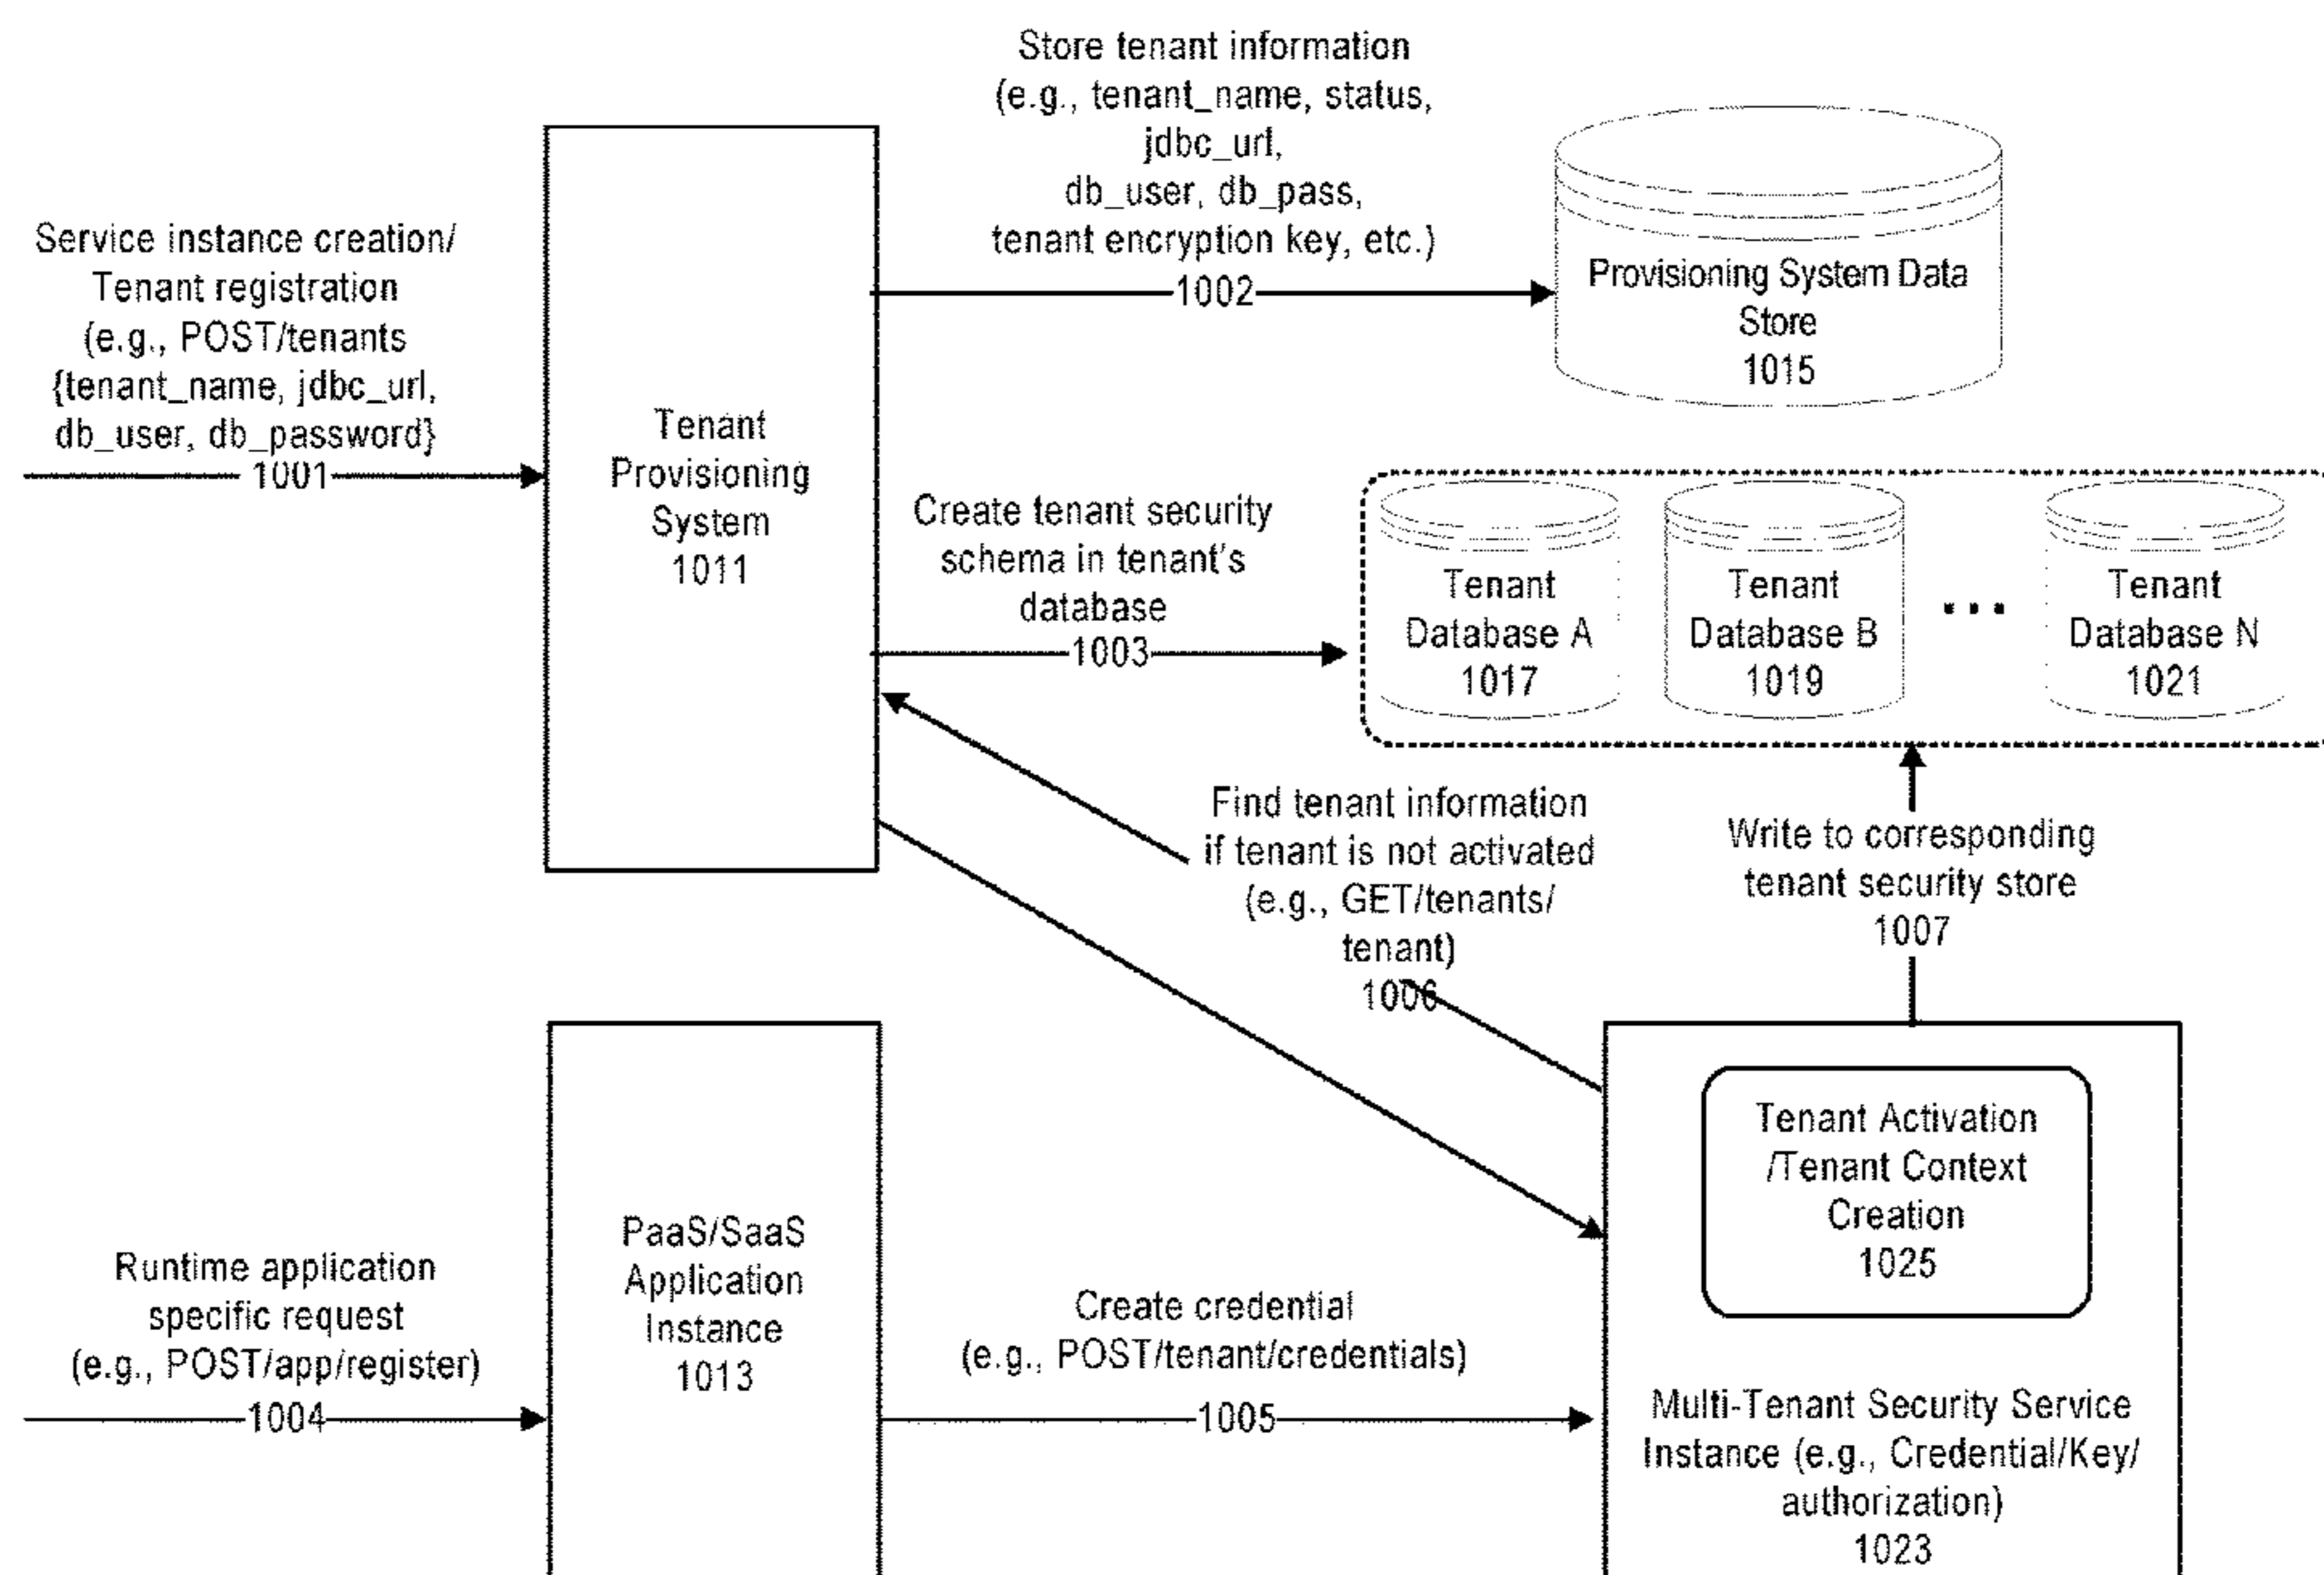 Store tenant information
(e.g., tenant_name, status,
jdbc_url,
db_user, db_pass,
tenant encryption key, etc.)
1002
Provisioning System Data
Store
1015
Service instance creation/
Tenant registration
(e.g., POST/tenants
{tenant_name, jdbc_url,
db_user, db_password}
1001
Tenant
Provisioning
System
1011
Create tenant security
schema in tenant's
database
1003
Tenant
Database A
1017
Tenant
Database B
1019
...
Tenant
Database N
1021
Find tenant information
if tenant is not activated
(e.g., GET/tenants/
tenant)
1006
Write to corresponding
tenant security store
1007
Runtime application
specific request
(e.g., POST/app/register)
1004
PaaS/SaaS
Application
Instance
1013
Create credential
(e.g., POST/tenant/credentials)
1005
Tenant Activation
/Tenant Context
Creation
1025
Multi-Tenant Security Service
Instance (e.g., Credential/Key/
authorization)
1023